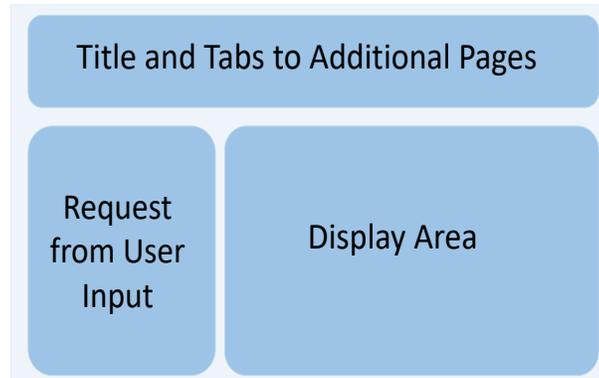 Title and Tabs to Additional Pages
Request
from User
Input
Display Area